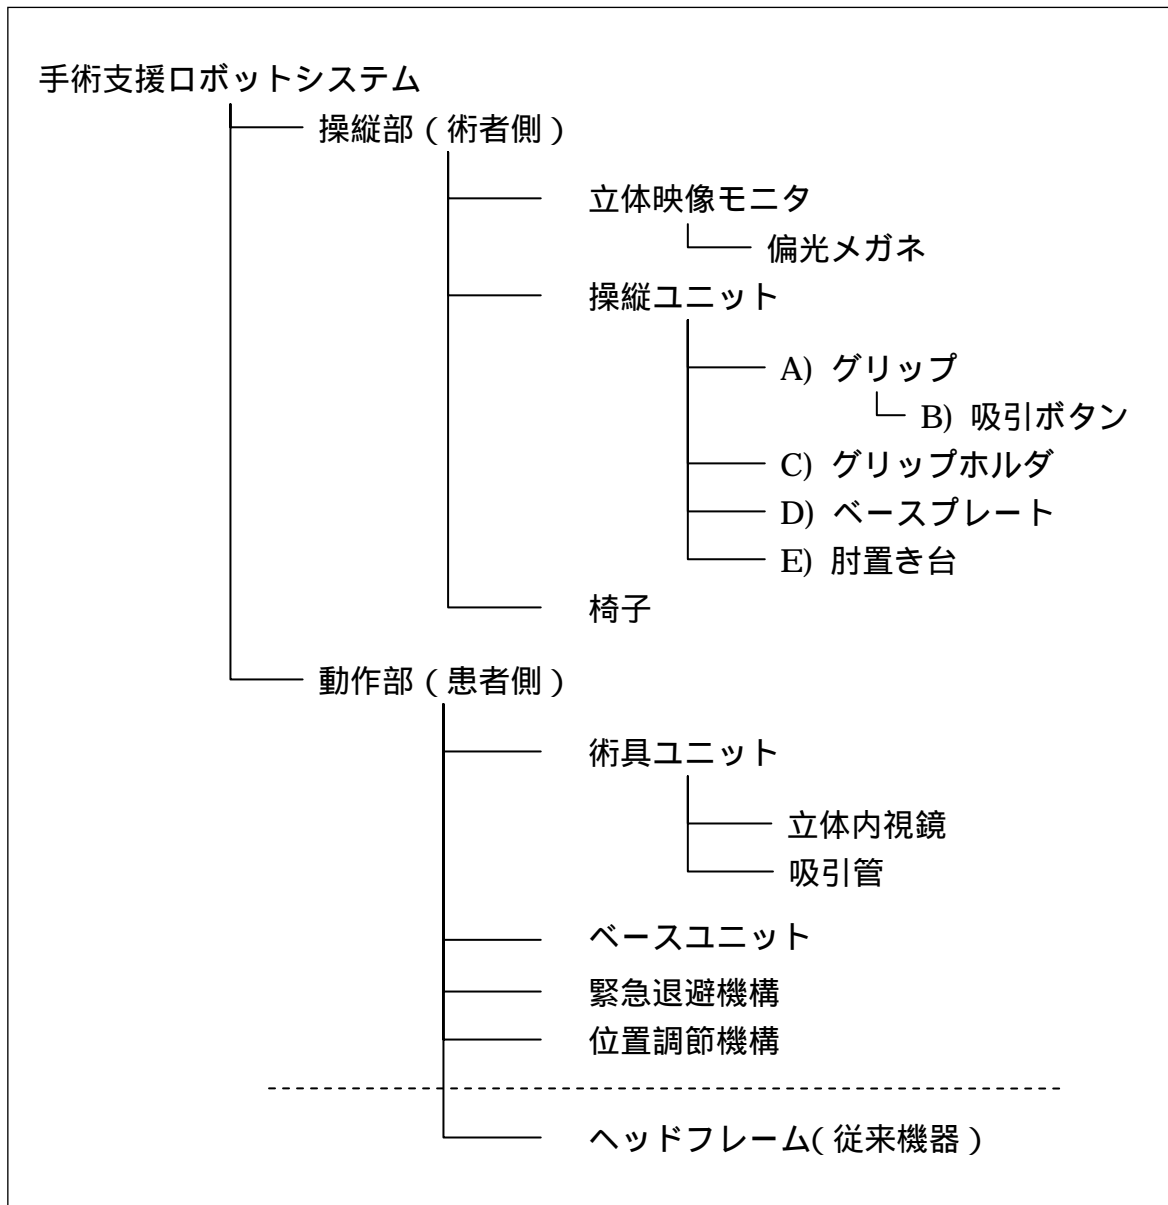 手術支援ロボットシステム
操縦部(術者側)
立体映像モニタ
偏光メガネ
操縦ユニット
A) グリップ
B) 吸引ボタン
C) グリップホルダ
D) ベースプレート
E) 肘置き台
椅子
動作部(患者側)
術具ユニット
立体内視鏡
吸引管
ベースユニット
緊急退避機構
位置調節機構
ヘッドフレーム(従来機器)